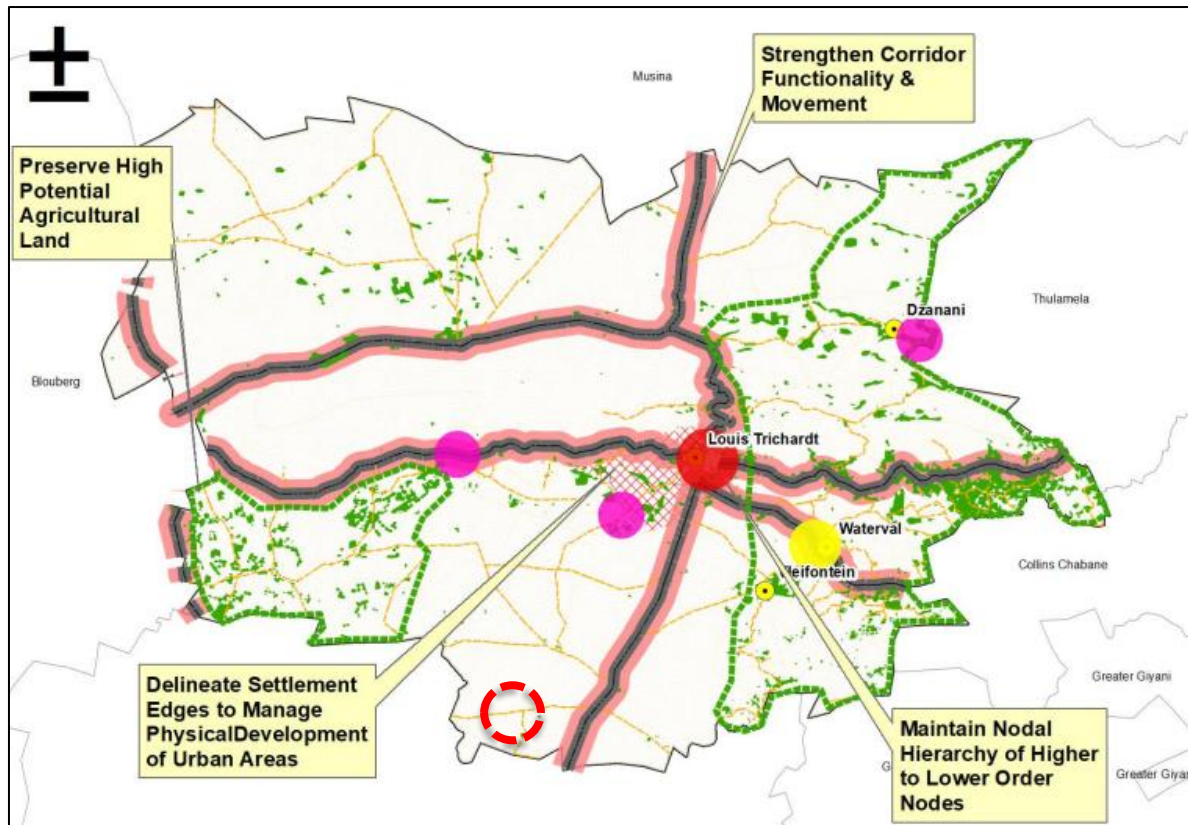 Musina
Strengthen Corridor
Functionality &
Movement
Preserve High
Potential
Agricultural
Land
Dzanani
Thulamela
Blouberg
Louis Trichardt
Waterval
leifontein
Collins Chabane
Greater Giyani
Delineate Settlement
Edges to Manage
PhysicalDevelopment
of Urban Areas
Maintain Nodal
Hierarchy of Higher
to Lower Order
Nodes
G
Greater Giyan